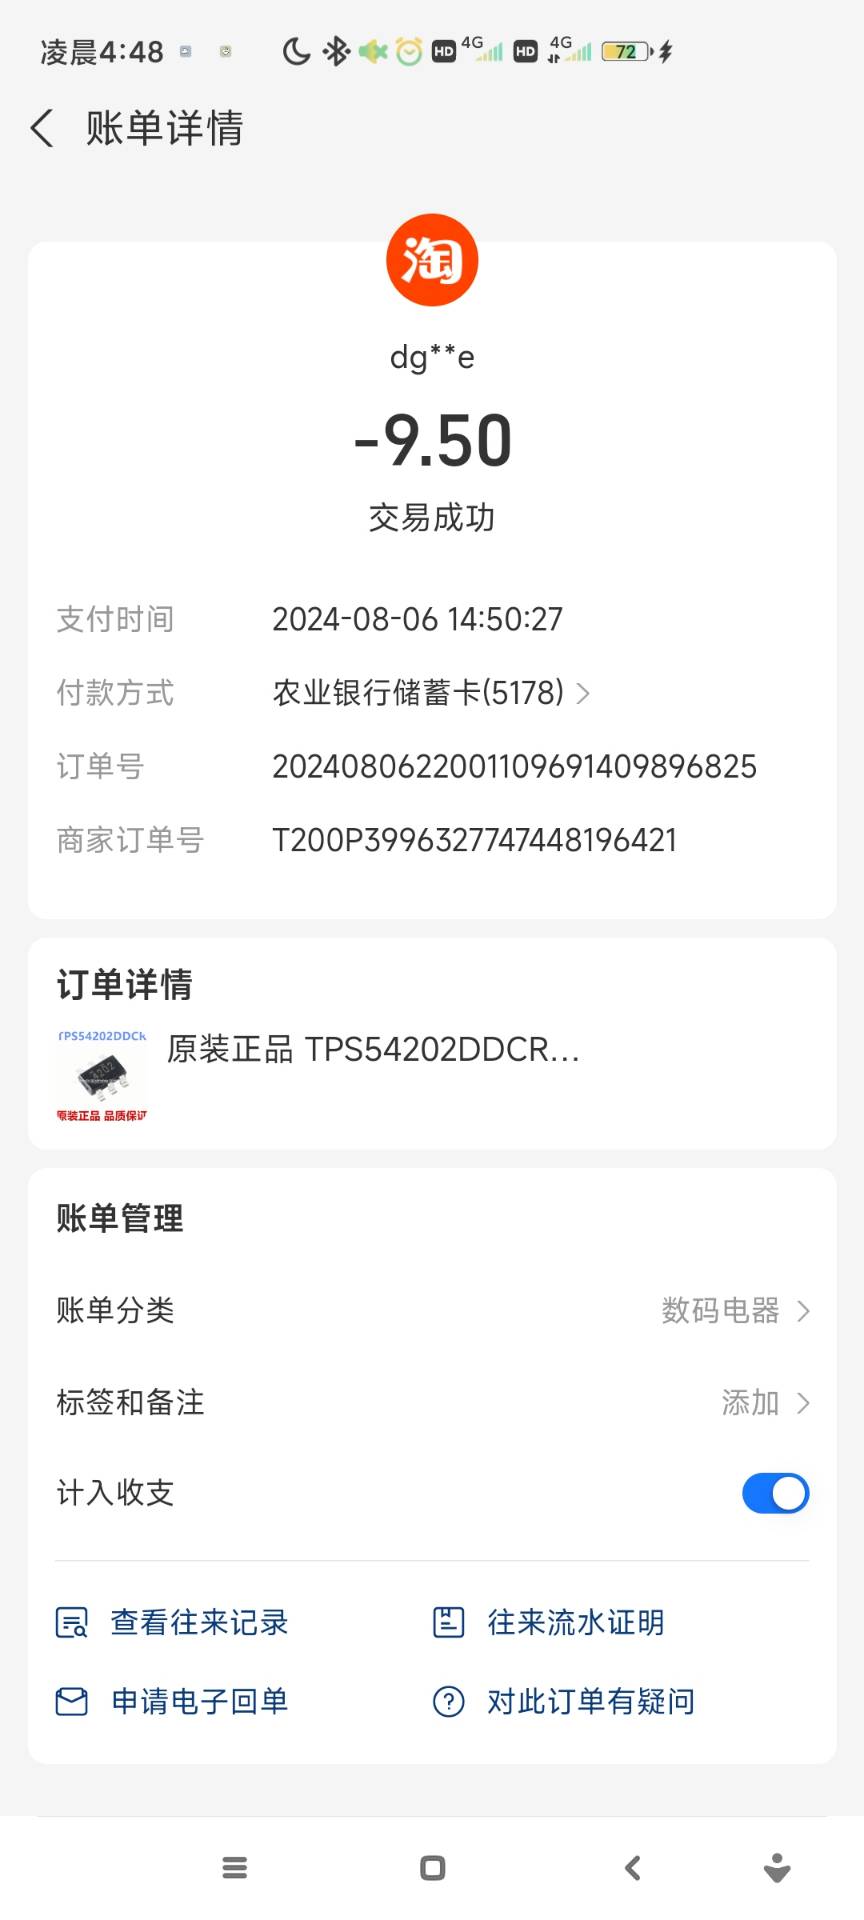 凌晨4:48 HD 4G HD 4G 72
账单详情
淘
dg**e
-9.50
交易成功
支付时间 2024-08-06 14:50:27
付款方式 农业银行储蓄卡(5178)
订单号 2024080622001109691409896825
商家订单号 T200P3996327747448196421
订单详情
TPS54202DDCR
原装正品 TPS54202DDCR...
4202
原装正品 品质保证
账单管理
账单分类 数码电器
标签和备注 添加
计入收支
查看往来记录 往来流水证明
申请电子回单 对此订单有疑问